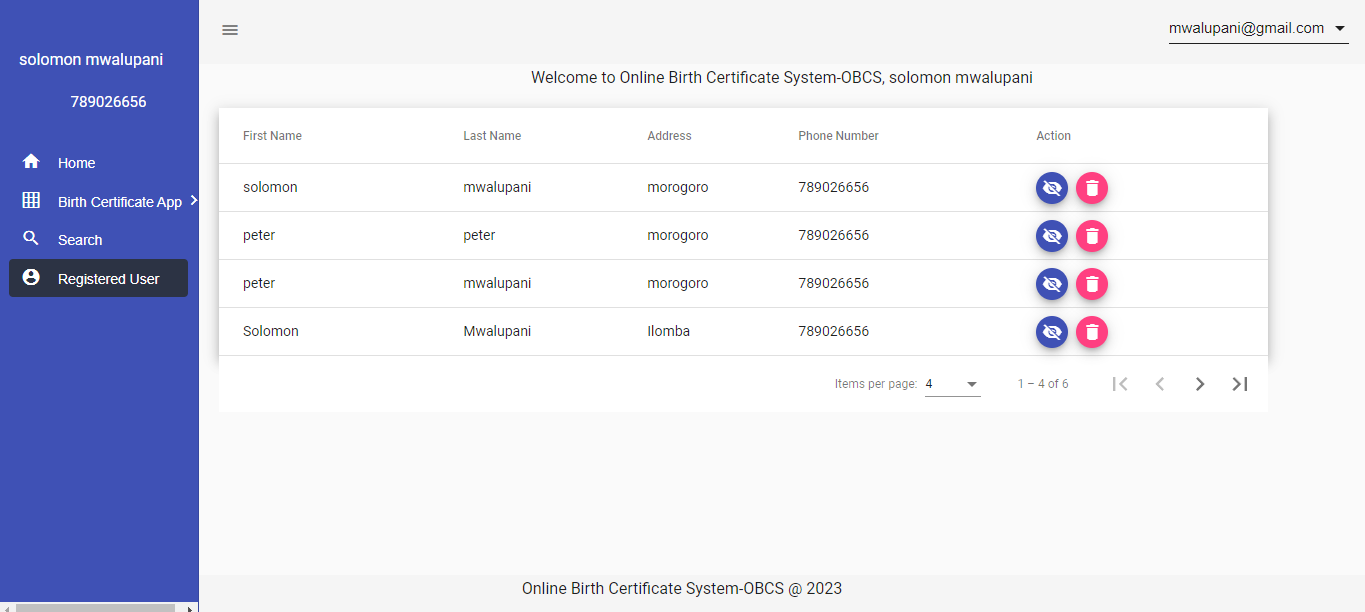 solomon mwalupani
789026656
Home
Birth Certificate App
Search
Registered User
mwalupani@gmail.com
Welcome to Online Birth Certificate System-OBCS, solomon mwalupani
First Name Last Name Address Phone Number Action
solomon mwalupani morogoro 789026656
peter peter morogoro 789026656
peter mwalupani morogoro 789026656
Solomon Mwalupani Ilomba 789026656
Items per page: 4 1 – 4 of 6
Online Birth Certificate System-OBCS @ 2023